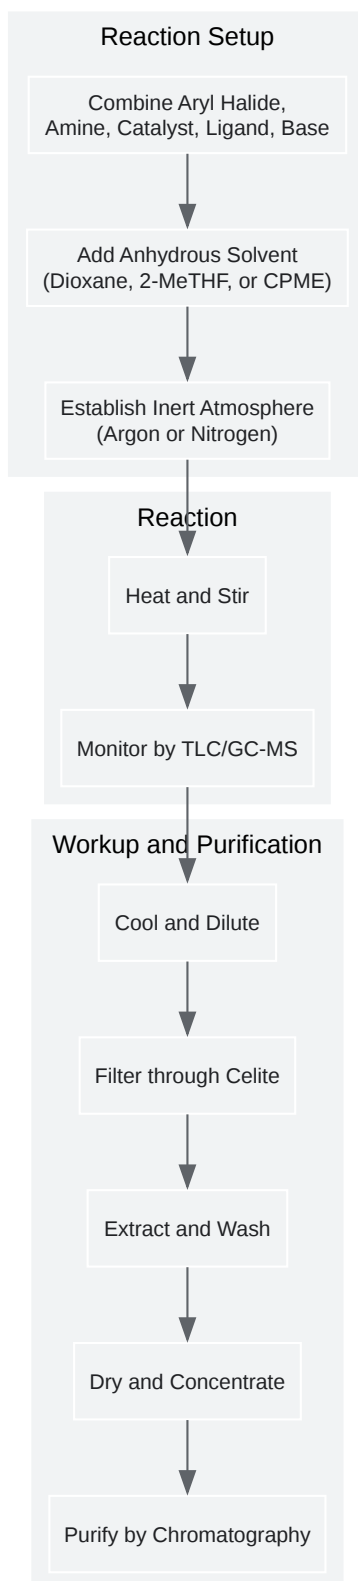 Reaction Setup
Combine Aryl Halide,
Amine, Catalyst, Ligand, Base
Add Anhydrous Solvent
(Dioxane, 2-MeTHF, or CPME)
Establish Inert Atmosphere
(Argon or Nitrogen)
Reaction
Heat and Stir
Monitor by TLC/GC-MS
Workup and Purification
Cool and Dilute
Filter through Celite
Extract and Wash
Dry and Concentrate
Purify by Chromatography